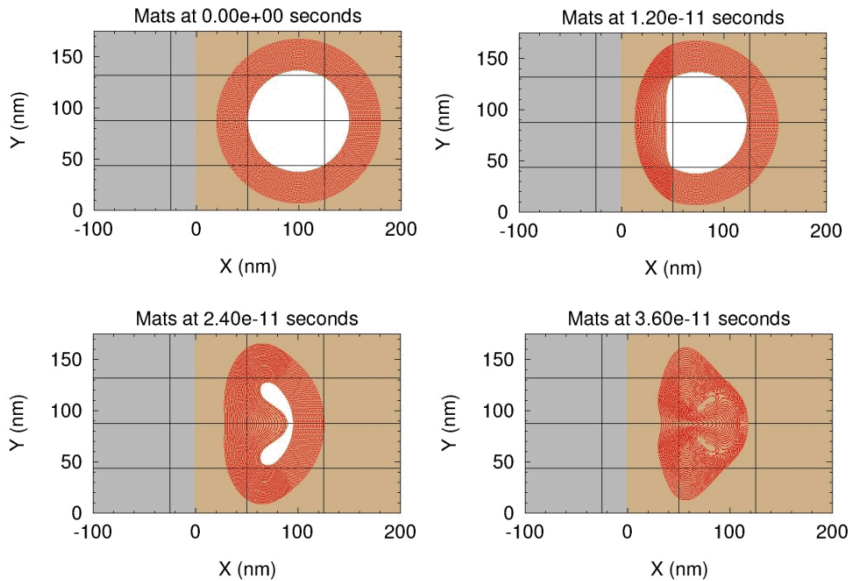 Mats at 0.00e+00 seconds
Y (nm)
150
100
50
0
-100 0 100 200
X (nm)
Mats at 1.20e-11 seconds
Y (nm)
150
100
50
0
-100 0 100 200
X (nm)
Mats at 2.40e-11 seconds
Y (nm)
150
100
50
0
-100 0 100 200
X (nm)
Mats at 3.60e-11 seconds
Y (nm)
150
100
50
0
-100 0 100 200
X (nm)